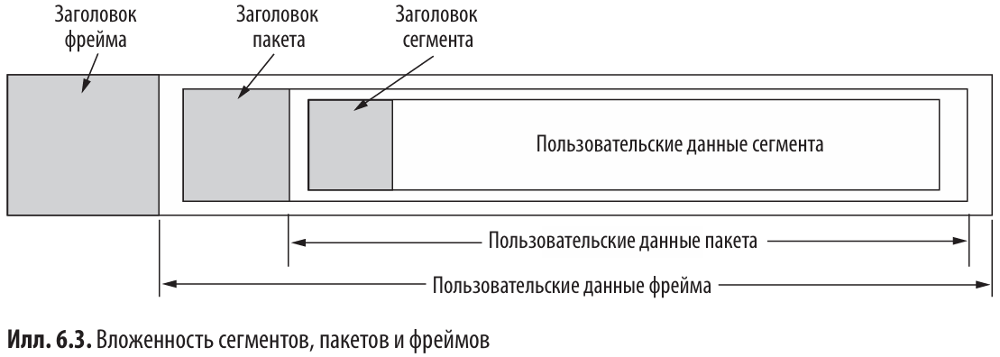 Заголовок
фрейма
Заголовок
пакета
Заголовок
сегмента
Пользовательские данные сегмента
Пользовательские данные пакета
Пользовательские данные фрейма
Илл. 6.3. Вложенность сегментов, пакетов и фреймов